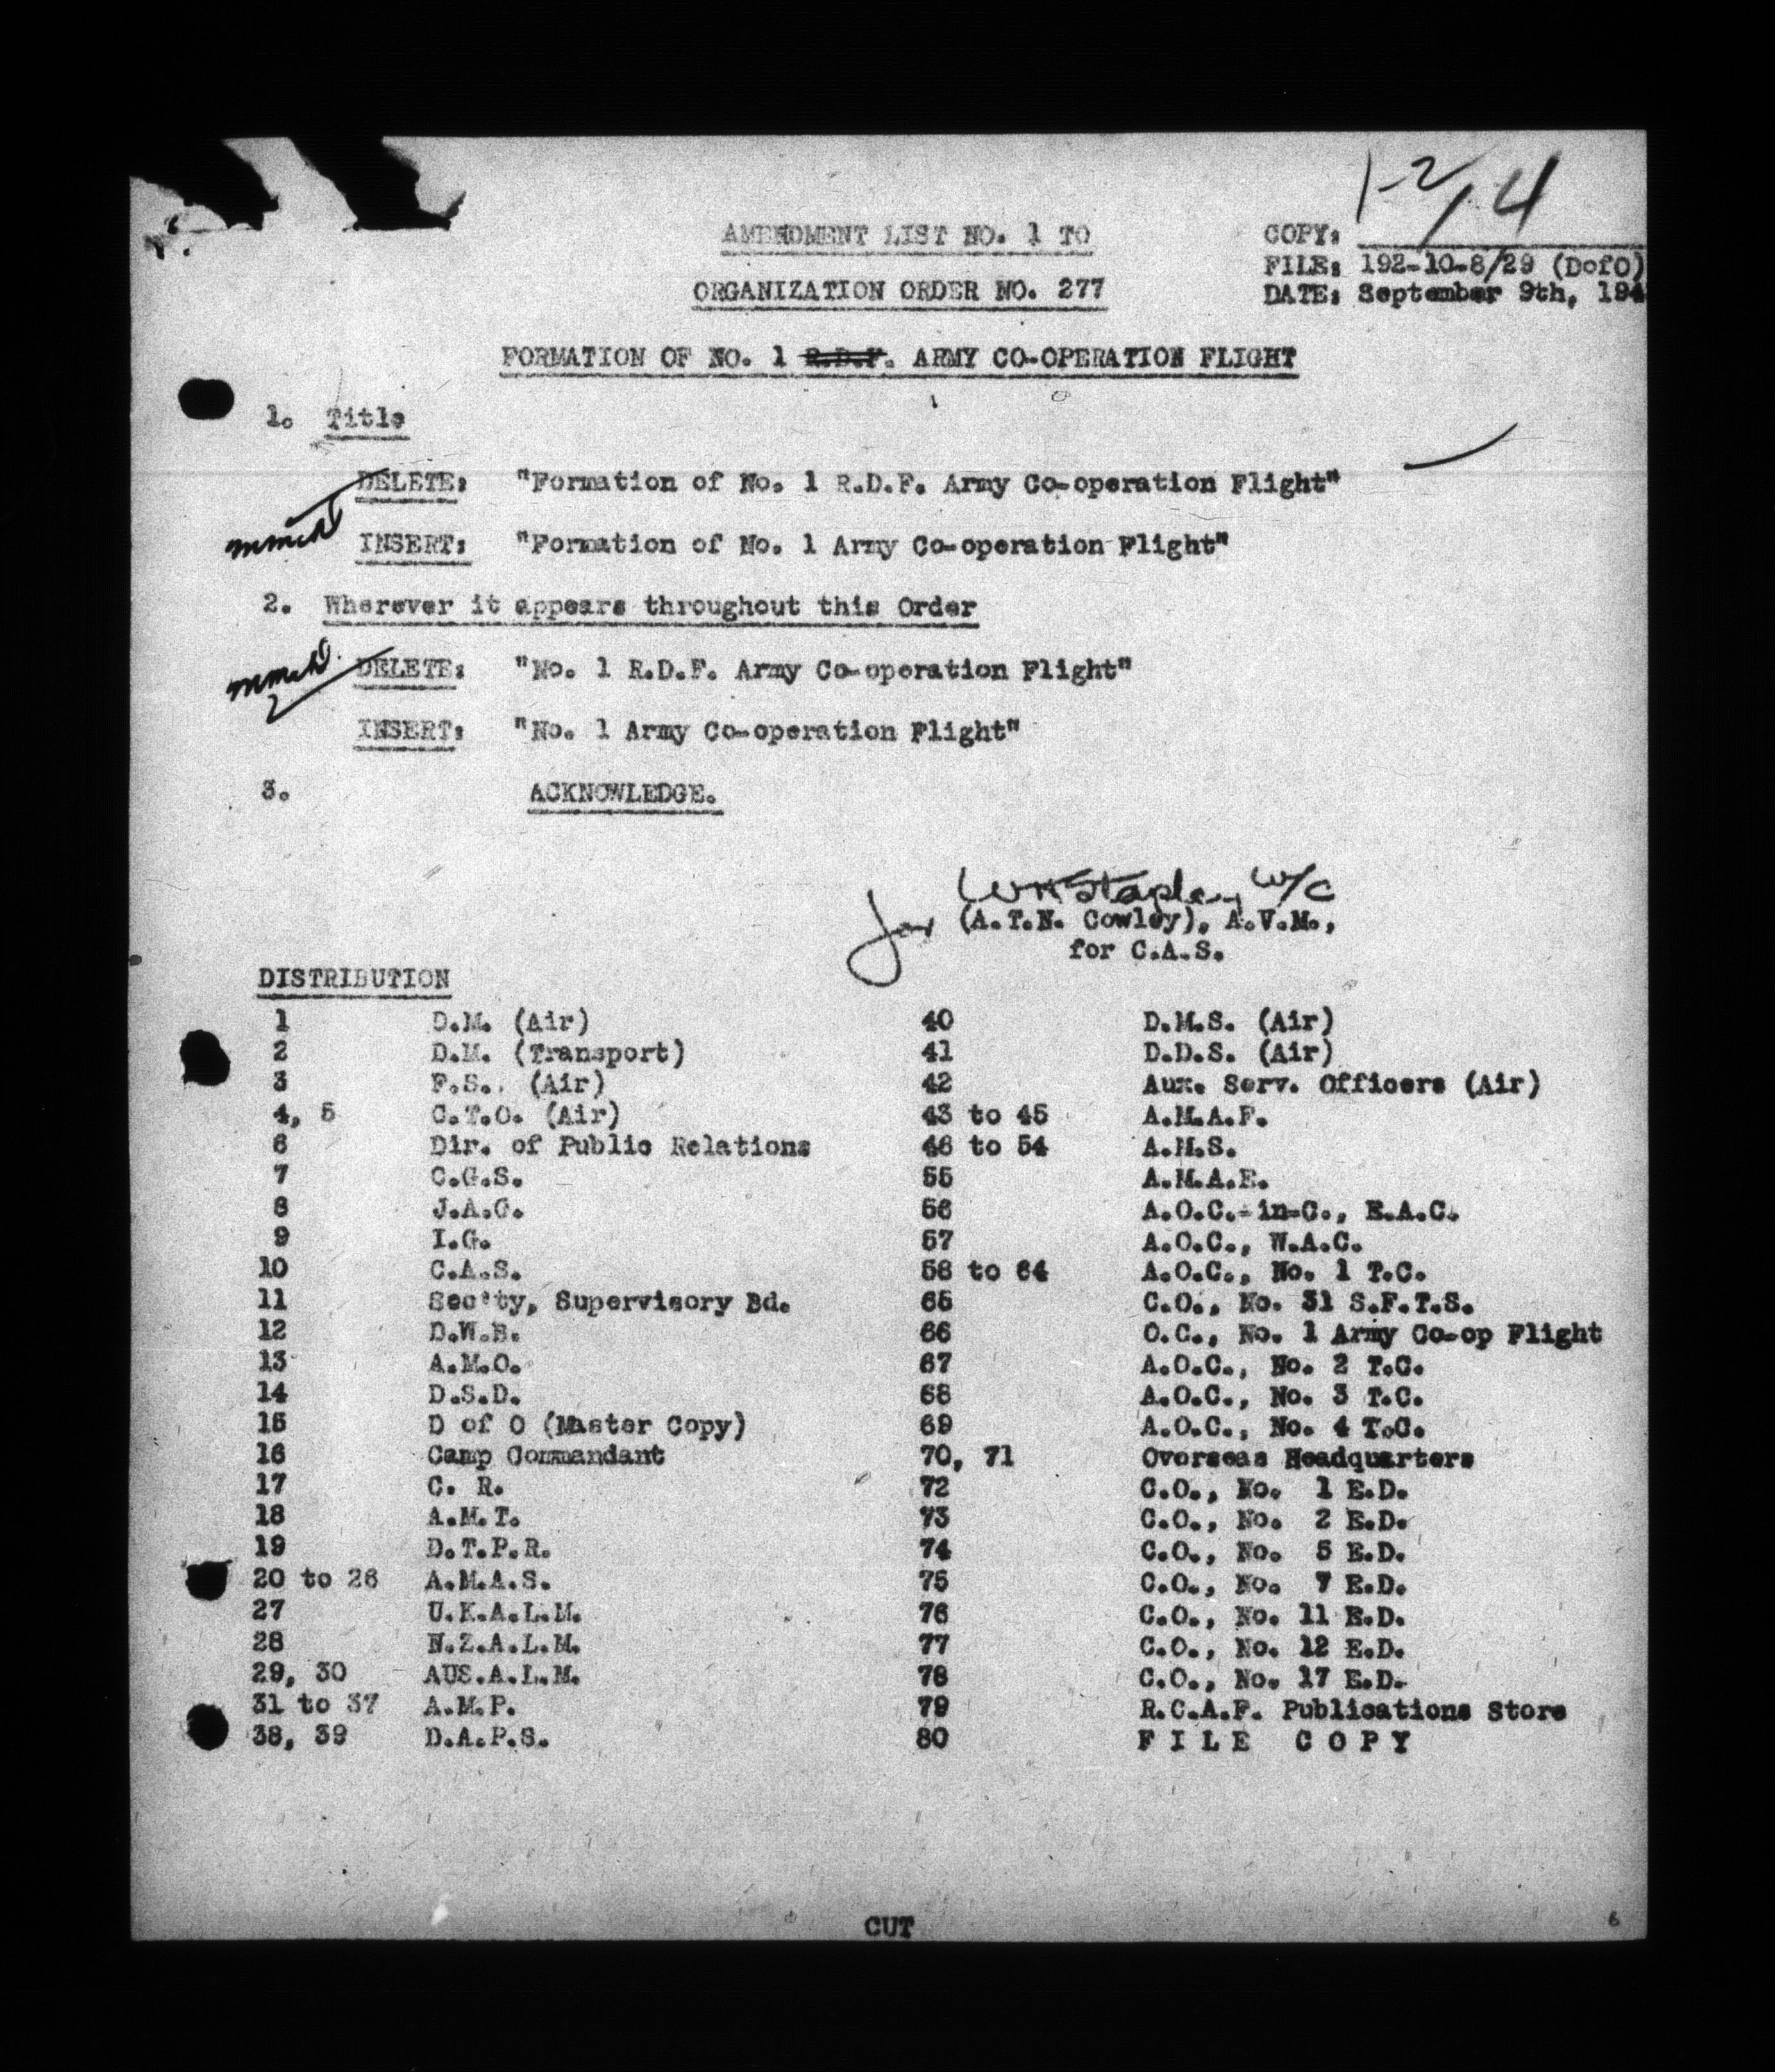 1-2/14
AMENDMENT LIST NO. 1 TO
COPY:
ORGANIZATION ORDER NO. 277
FILE: 192-10-8/29 (DofO)
DATE: September 9th, 194
FORMATION OF NO. 1 R.D.F. ARMY CO-OPERATION FLIGHT
1. Title
DELETE: "Formation of No. 1 R.D.F. Army Co-operation Flight"
INSERT: "Formation of No. 1 Army Co-operation Flight"
2. Wherever it appears throughout this Order
DELETE: "No. 1 R.D.F. Army Co-operation Flight"
INSERT: "No. 1 Army Co-operation Flight"
3. ACKNOWLEDGE.
W/C
for (A.T.N. Cowley), A.V.M.,
for C.A.S.
DISTRIBUTION
1 D.M. (Air) 40 D.M.S. (Air)
2 D.M. (Transport) 41 D.D.S. (Air)
3 F.S. (Air) 42 Aux. Serv. Officers (Air)
4, 5 C.T.O. (Air) 43 to 45 A.M.A.F.
6 Dir. of Public Relations 46 to 54 A.H.S.
7 C.G.S. 55 A.M.A.E.
8 J.A.G. 56 A.O.C.-in-C., E.A.C.
9 I.G. 57 A.O.C., W.A.C.
10 C.A.S. 58 to 64 A.O.C., No. 1 T.C.
11 Sec'ty, Supervisory Bd. 65 C.O., No. 31 S.F.T.S.
12 D.W.B. 66 O.C., No. 1 Army Co-op Flight
13 A.M.O. 67 A.O.C., No. 2 T.C.
14 D.S.D. 68 A.O.C., No. 3 T.C.
15 D of O (Master Copy) 69 A.O.C., No. 4 T.C.
16 Camp Commandant 70, 71 Overseas Headquarters
17 C. R. 72 C.O., No. 1 E.D.
18 A.M.T. 73 C.O., No. 2 E.D.
19 D.T.P.R. 74 C.O., No. 5 E.D.
20 to 26 A.M.A.S. 75 C.O., No. 7 E.D.
27 U.K.A.L.M. 76 C.O., No. 11 E.D.
28 N.Z.A.L.M. 77 C.O., No. 12 E.D.
29, 30 AUS.A.L.M. 78 C.O., No. 17 E.D.
31 to 37 A.M.P. 79 R.C.A.F. Publications Store
38, 39 D.A.P.S. 80 F I L E C O P Y
CUT
6